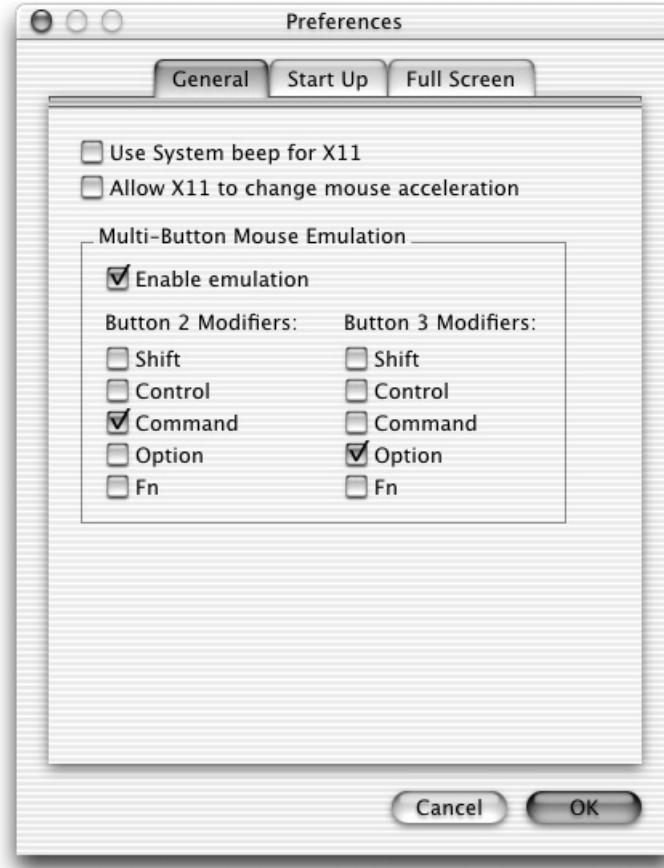 Preferences
General Start Up Full Screen
Use System beep for X11
Allow X11 to change mouse acceleration
Multi-Button Mouse Emulation
Enable emulation
Button 2 Modifiers: Button 3 Modifiers:
Shift Shift
Control Control
Command Command
Option Option
Fn Fn
Cancel OK